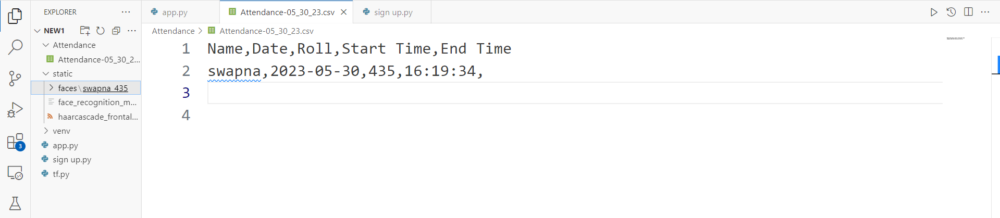 EXPLORER
NEW1
Attendance
Attendance-05_30_2...
static
faces\swapna_435
face_recognition_m...
haarcascade_frontal...
venv
app.py
sign up.py
tf.py
3
app.py
Attendance-05_30_23.csv
sign up.py
Attendance > Attendance-05_30_23.csv
1 Name,Date,Roll,Start Time,End Time
2 swapna,2023-05-30,435,16:19:34,
3
4